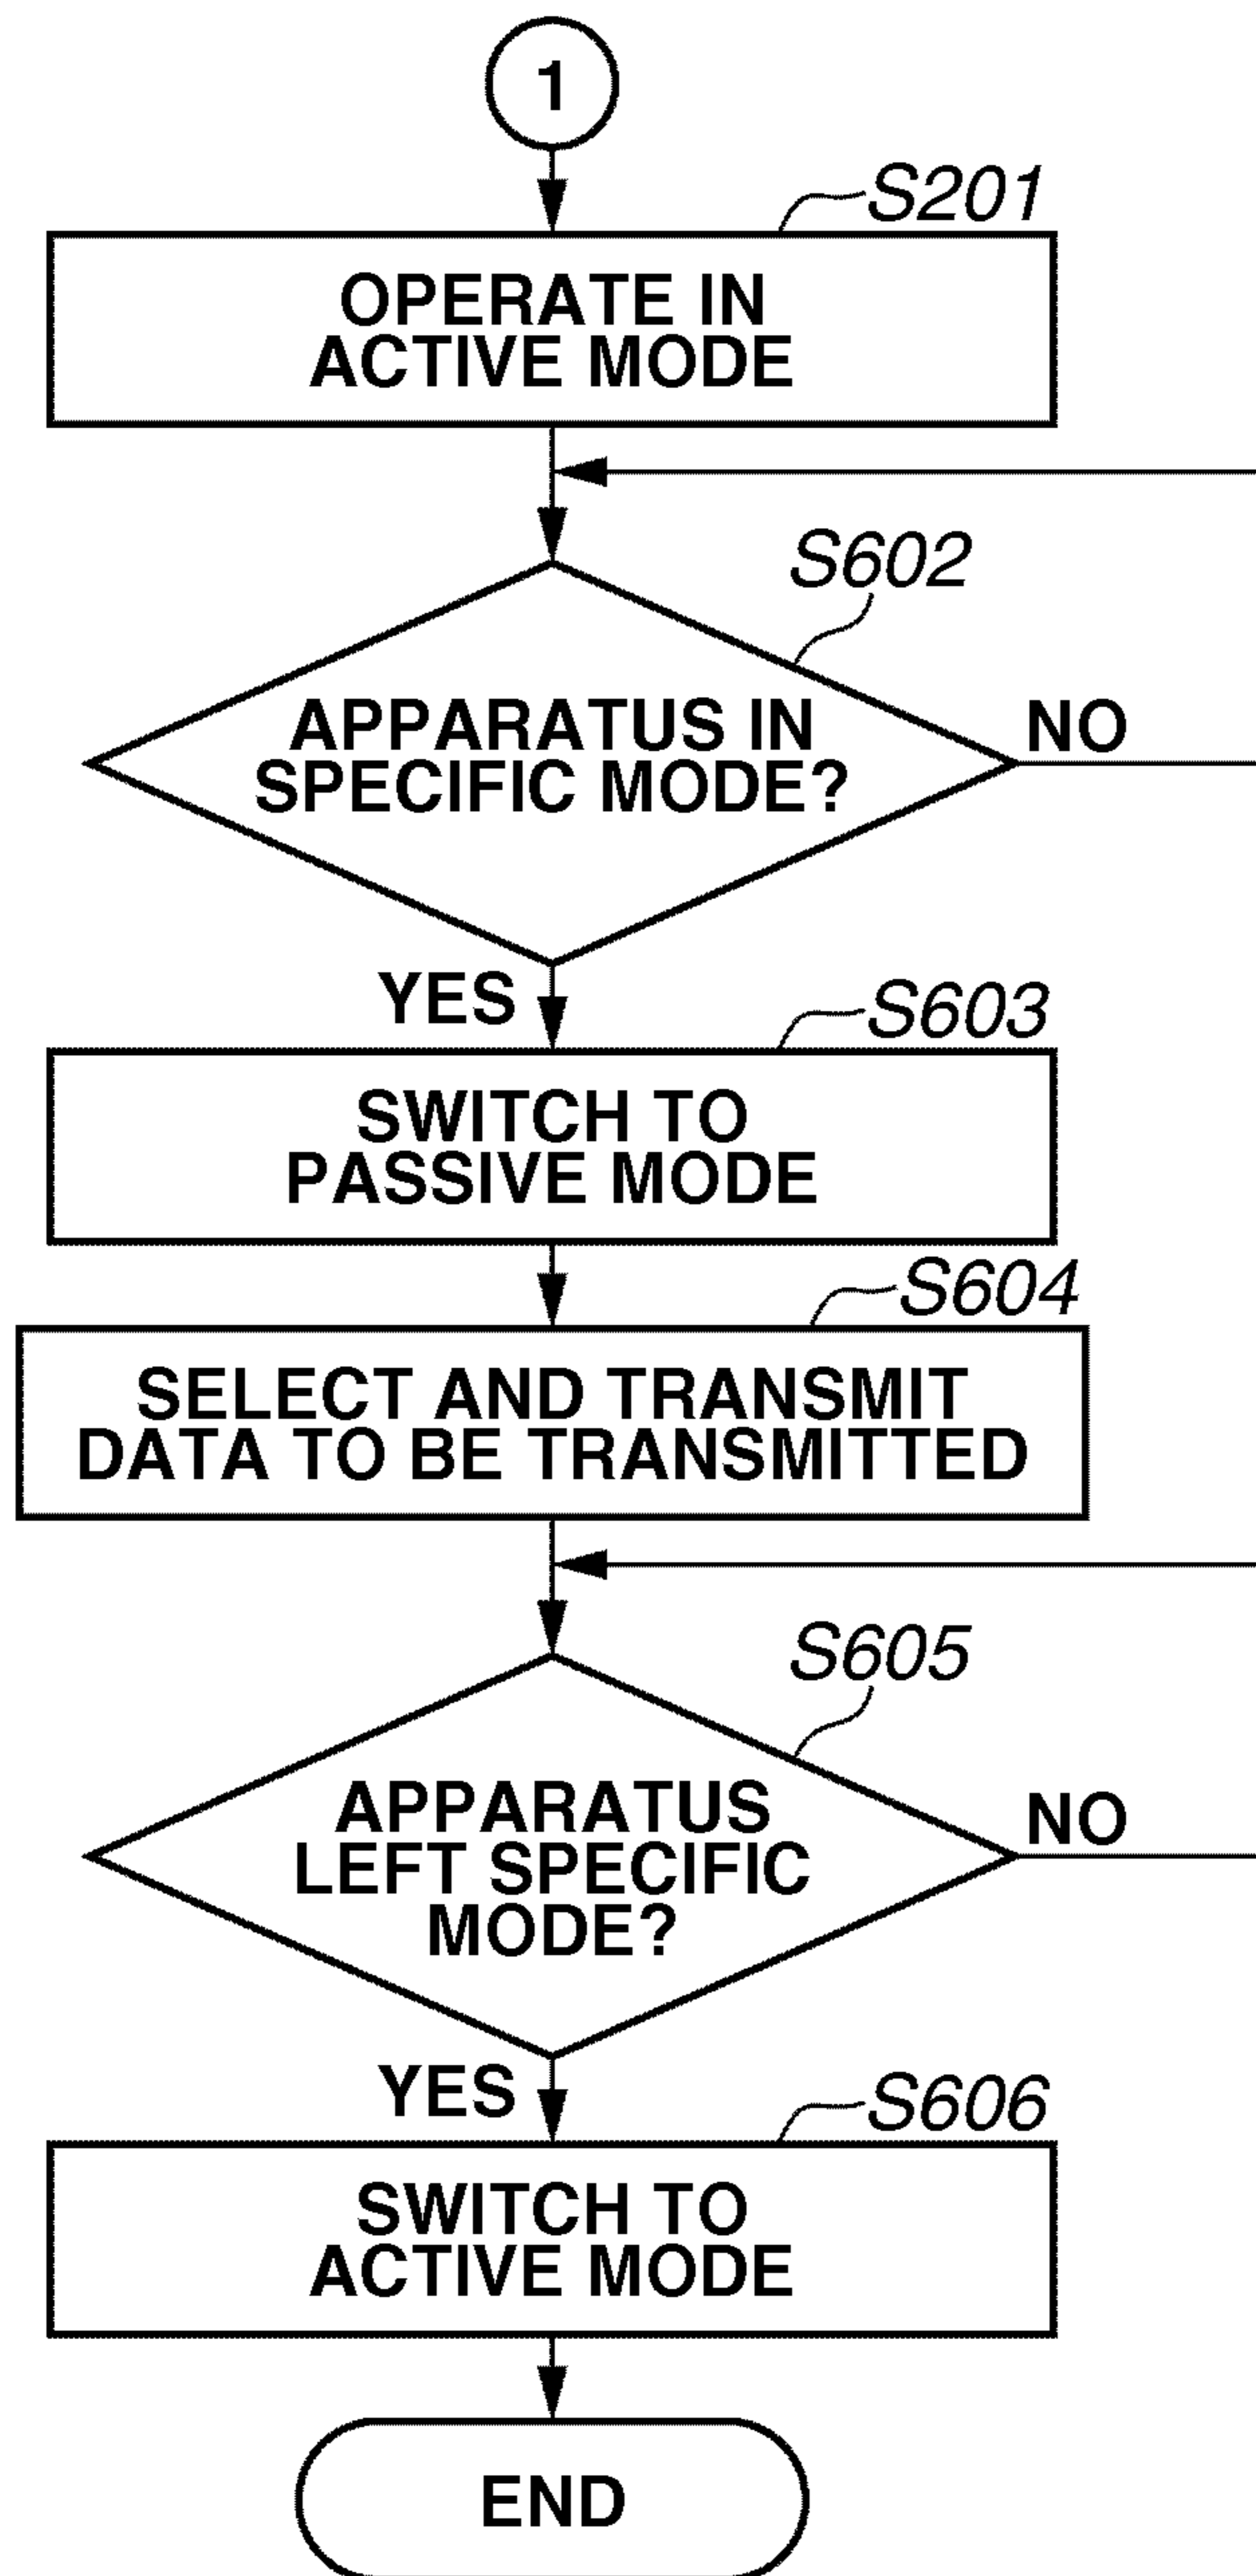 1
S201
OPERATE IN
ACTIVE MODE
S602
APPARATUS IN
SPECIFIC MODE?
NO
YES
S603
SWITCH TO
PASSIVE MODE
S604
SELECT AND TRANSMIT
DATA TO BE TRANSMITTED
S605
APPARATUS
LEFT SPECIFIC
MODE?
NO
YES
S606
SWITCH TO
ACTIVE MODE
END